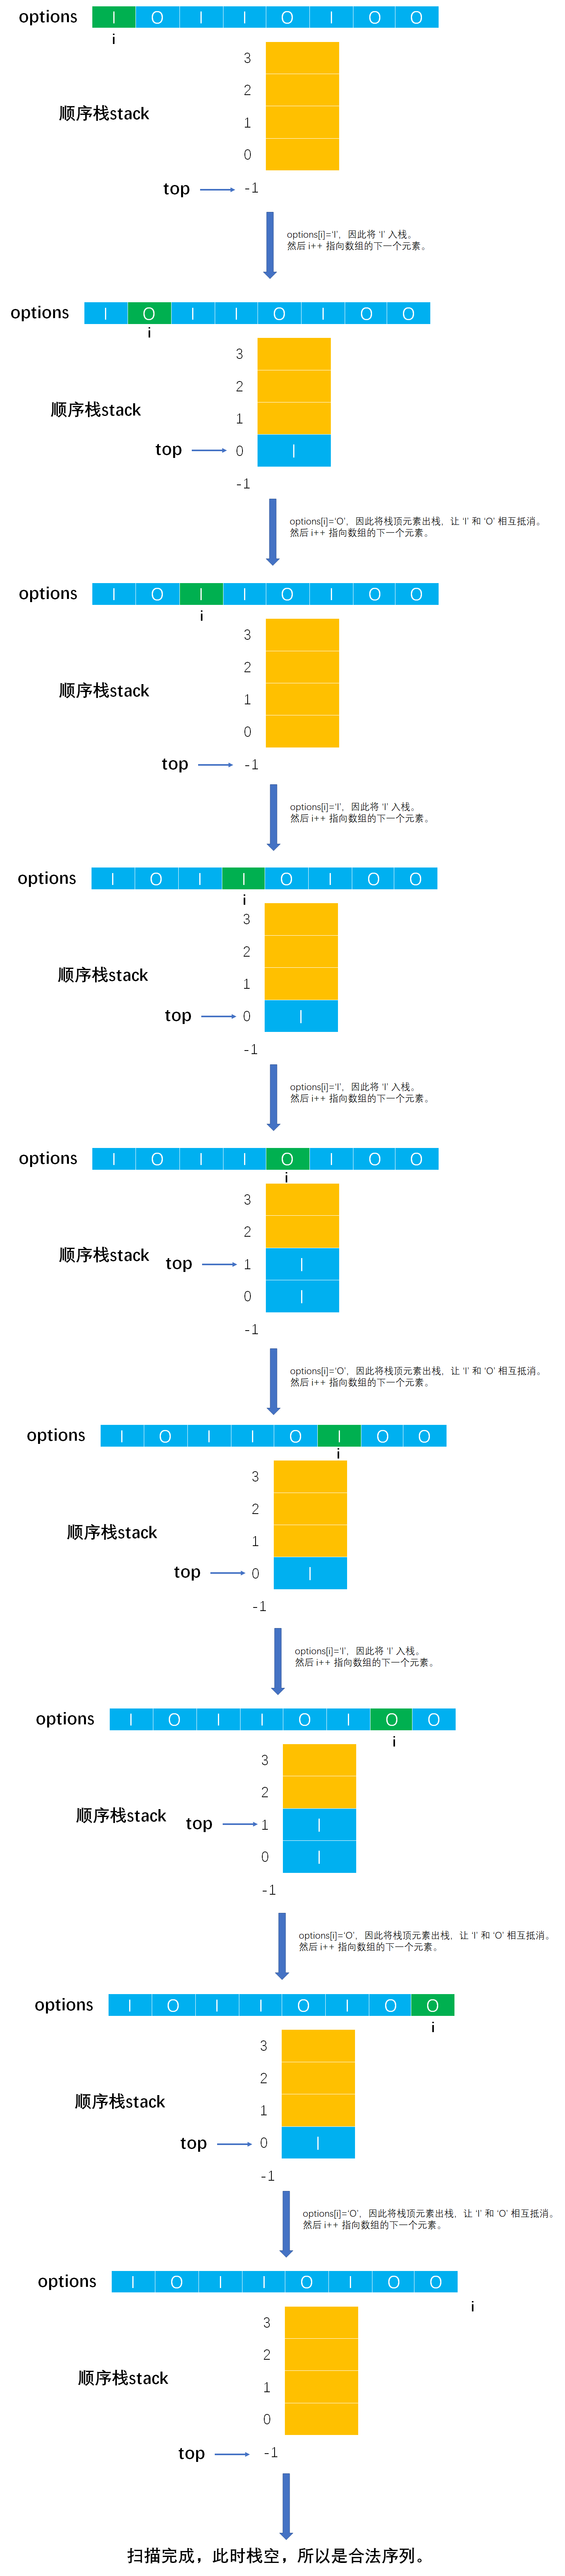 options I O I I O I O O
i
3
2
顺序栈stack
1
0
top -1
options[i]='I'，因此将 'I' 入栈。
然后 i++ 指向数组的下一个元素。
options I O I I O I O O
i
3
2
顺序栈stack
1
top 0 I
-1
options[i]='O'，因此将栈顶元素出栈，让 'I' 和 'O' 相互抵消。
然后 i++ 指向数组的下一个元素。
options I O I I O I O O
i
3
2
顺序栈stack
1
0
top -1
options[i]='I'，因此将 'I' 入栈。
然后 i++ 指向数组的下一个元素。
options I O I I O I O O
i
3
2
顺序栈stack
1
top 0 I
-1
options[i]='I'，因此将 'I' 入栈。
然后 i++ 指向数组的下一个元素。
options I O I I O I O O
i
3
2
顺序栈stack
top 1 I
0 I
-1
options[i]='O'，因此将栈顶元素出栈，让 'I' 和 'O' 相互抵消。
然后 i++ 指向数组的下一个元素。
options I O I I O I O O
i
3
2
顺序栈stack
1
top 0 I
-1
options[i]='I'，因此将 'I' 入栈。
然后 i++ 指向数组的下一个元素。
options I O I I O I O O
i
3
2
顺序栈stack
top 1 I
0 I
-1
options[i]='O'，因此将栈顶元素出栈，让 'I' 和 'O' 相互抵消。
然后 i++ 指向数组的下一个元素。
options I O I I O I O O
i
3
2
顺序栈stack
1
top 0 I
-1
options[i]='O'，因此将栈顶元素出栈，让 'I' 和 'O' 相互抵消。
然后 i++ 指向数组的下一个元素。
options I O I I O I O O
i
3
2
顺序栈stack
1
0
top -1
扫描完成，此时栈空，所以是合法序列。